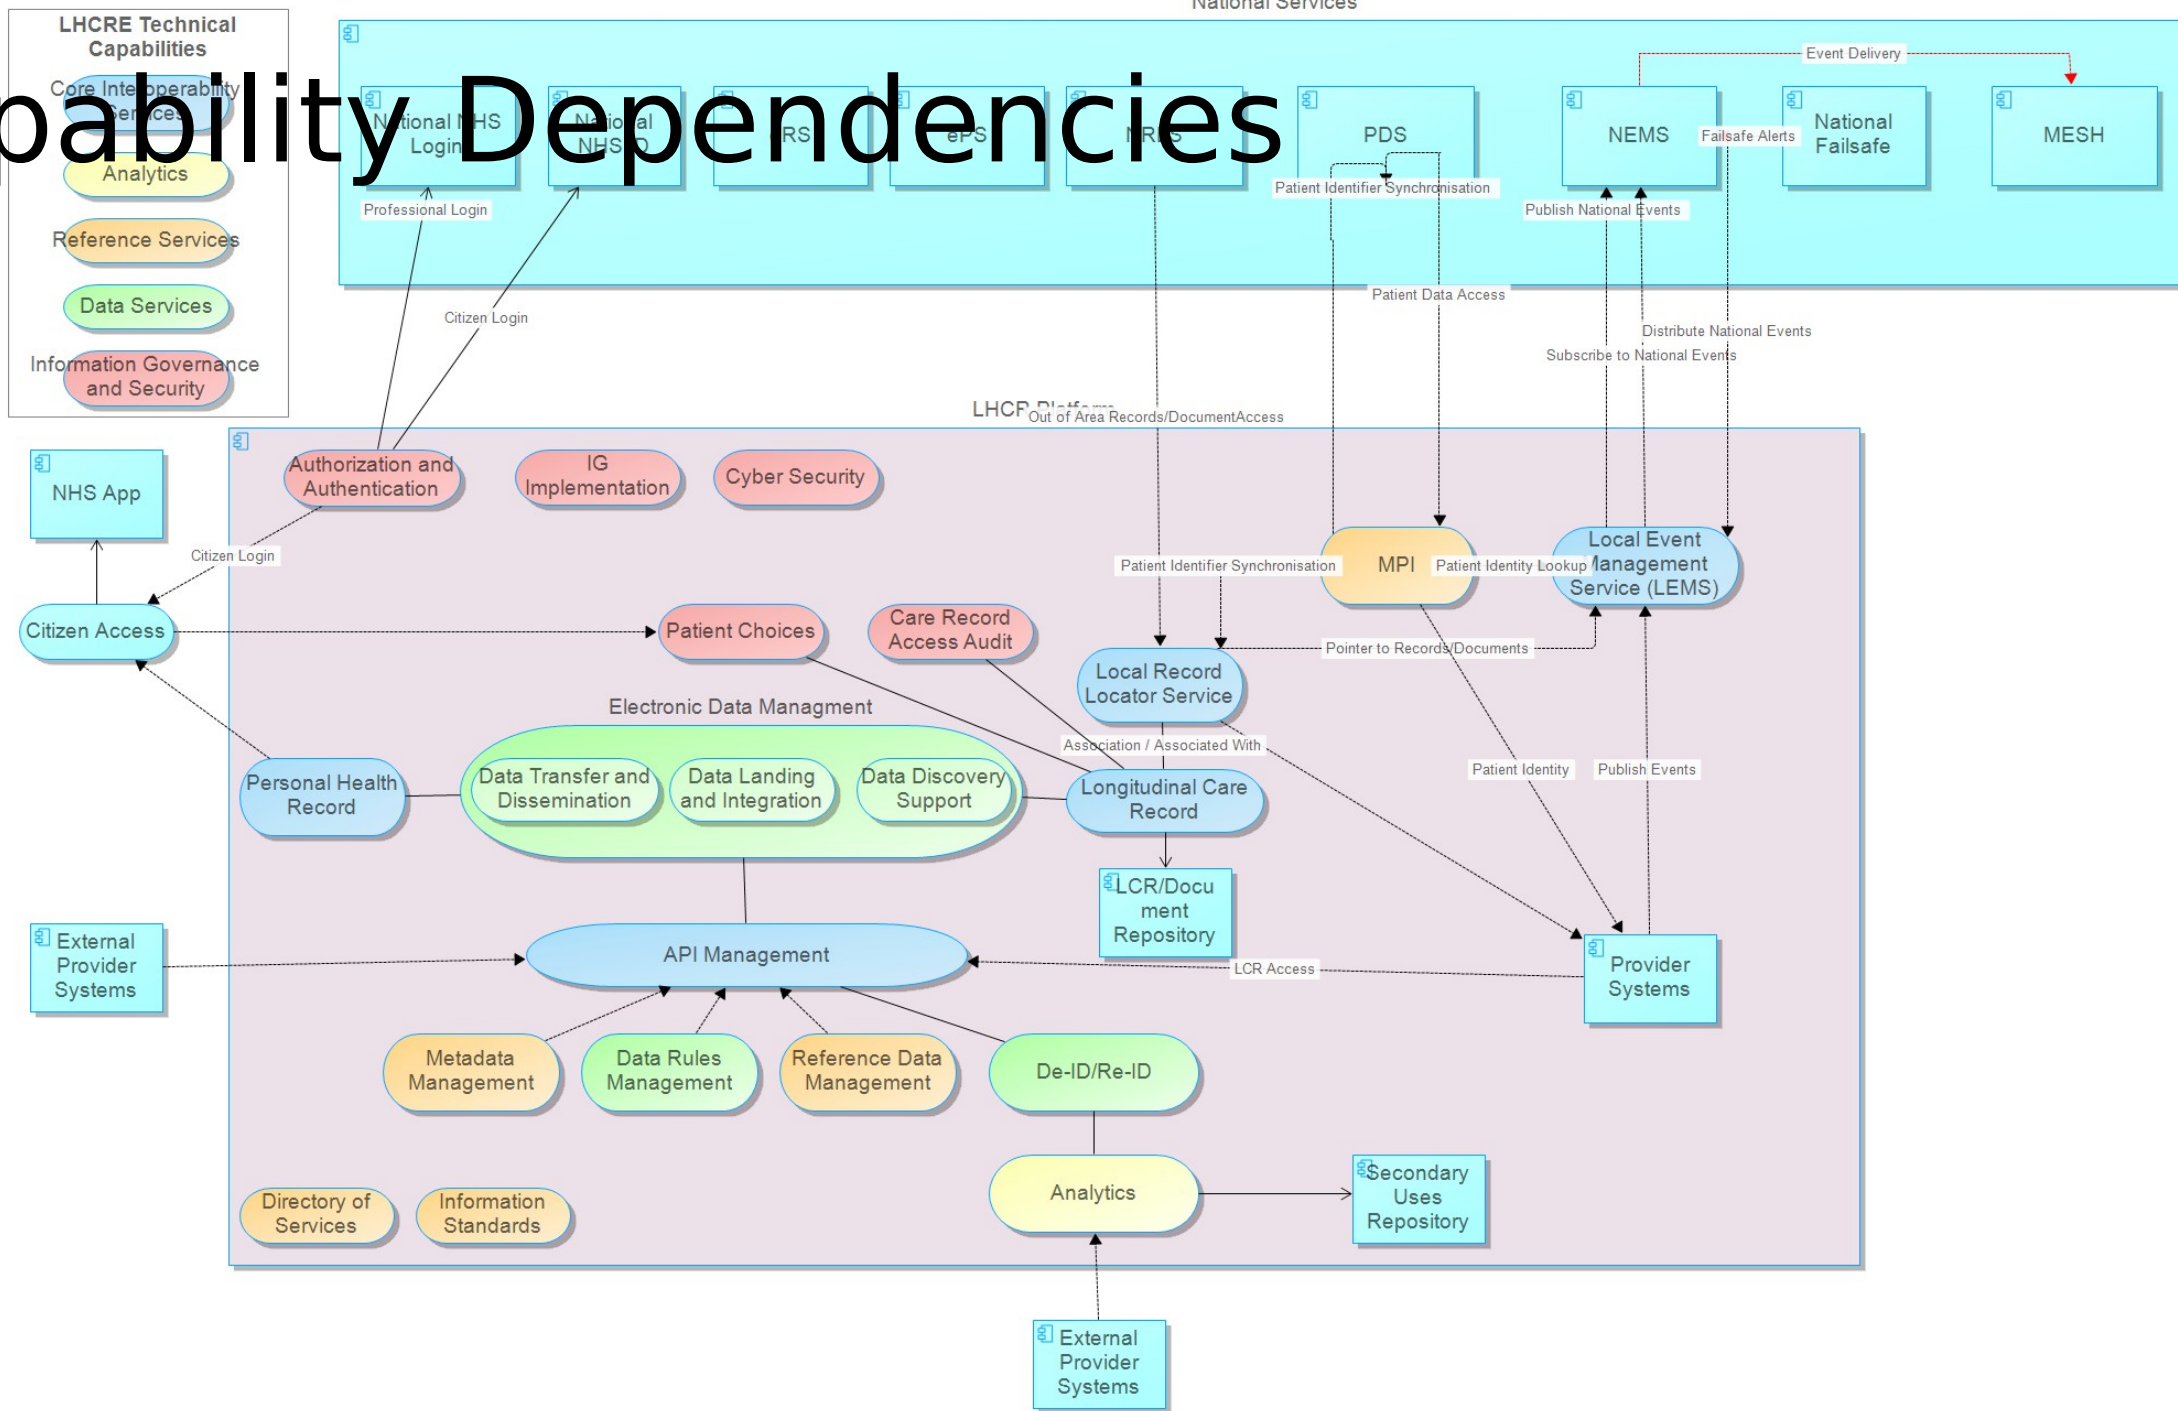 National Services
LHCRE Technical
Capabilities
Core Interoperability
Services
Analytics
Reference Services
Data Services
Information Governance
and Security
pability Dependencies
National NHS
Login
National
NHS ID
eRS
ePS
NRLS
PDS
NEMS
National
Failsafe
MESH
Event Delivery
Failsafe Alerts
Patient Identifier Synchronisation
Professional Login
Publish National Events
Patient Data Access
Citizen Login
Distribute National Events
Subscribe to National Events
LHCR Platform
Out of Area Records/DocumentAccess
NHS App
Authorization and
Authentication
IG
Implementation
Cyber Security
Citizen Login
Patient Identifier Synchronisation
MPI
Patient Identity Lookup
Local Event
Management
Service (LEMS)
Citizen Access
Patient Choices
Care Record
Access Audit
Pointer to Records/Documents
Local Record
Locator Service
Electronic Data Managment
Association / Associated With
Patient Identity
Publish Events
Personal Health
Record
Data Transfer and
Dissemination
Data Landing
and Integration
Data Discovery
Support
Longitudinal Care
Record
LCR/Docu
ment
Repository
External
Provider
Systems
API Management
LCR Access
Provider
Systems
Metadata
Management
Data Rules
Management
Reference Data
Management
De-ID/Re-ID
Analytics
Secondary
Uses
Repository
Directory of
Services
Information
Standards
External
Provider
Systems